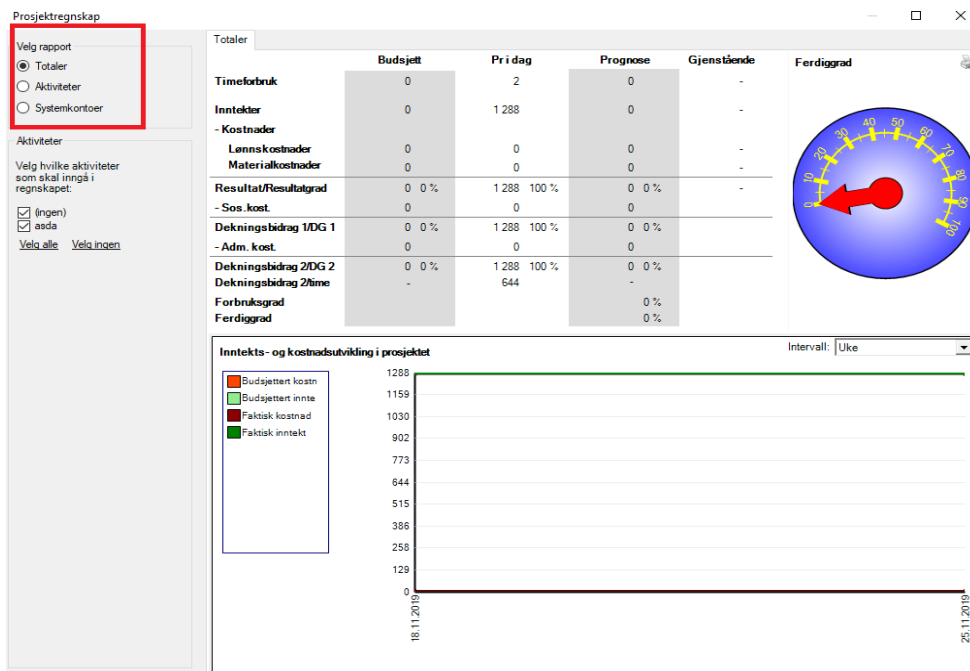 Prosjektregnskap
Velg rapport
Totaler
Aktiviteter
Systemkontoer
Aktiviteter
Velg hvilke aktiviteter
som skal inngå i
regnskapet:
(ingen)
asda
Velg alle Velg ingen
Totaler
Budsjett Pr i dag Prognose Gjenstående
Timeforbruk 0 2 0 -
Inntekter 0 1 288 0 -
- Kostnader
Lønnskostnader 0 0 0 -
Materialkostnader 0 0 0 -
Resultat/Resultatgrad 0 0 % 1 288 100 % 0 0 % -
- Sos.kost. 0 0 0
Dekningsbidrag 1/DG 1 0 0 % 1 288 100 % 0 0 %
- Adm. kost. 0 0 0
Dekningsbidrag 2/DG 2 0 0 % 1 288 100 % 0 0 %
Dekningsbidrag 2/time - 644 -
Forbruksgrad 0 %
Ferdiggrad 0 %
Ferdiggrad
0 10 20 30 40 50 60 70 80 90 100
Inntekts- og kostnadsutvikling i prosjektet
Intervall: Uke
Budsjettert kostn
Budsjettert innte
Faktisk kostnad
Faktisk inntekt
1288
1159
1030
902
773
644
515
386
258
129
0
18.11.2019
25.11.2019